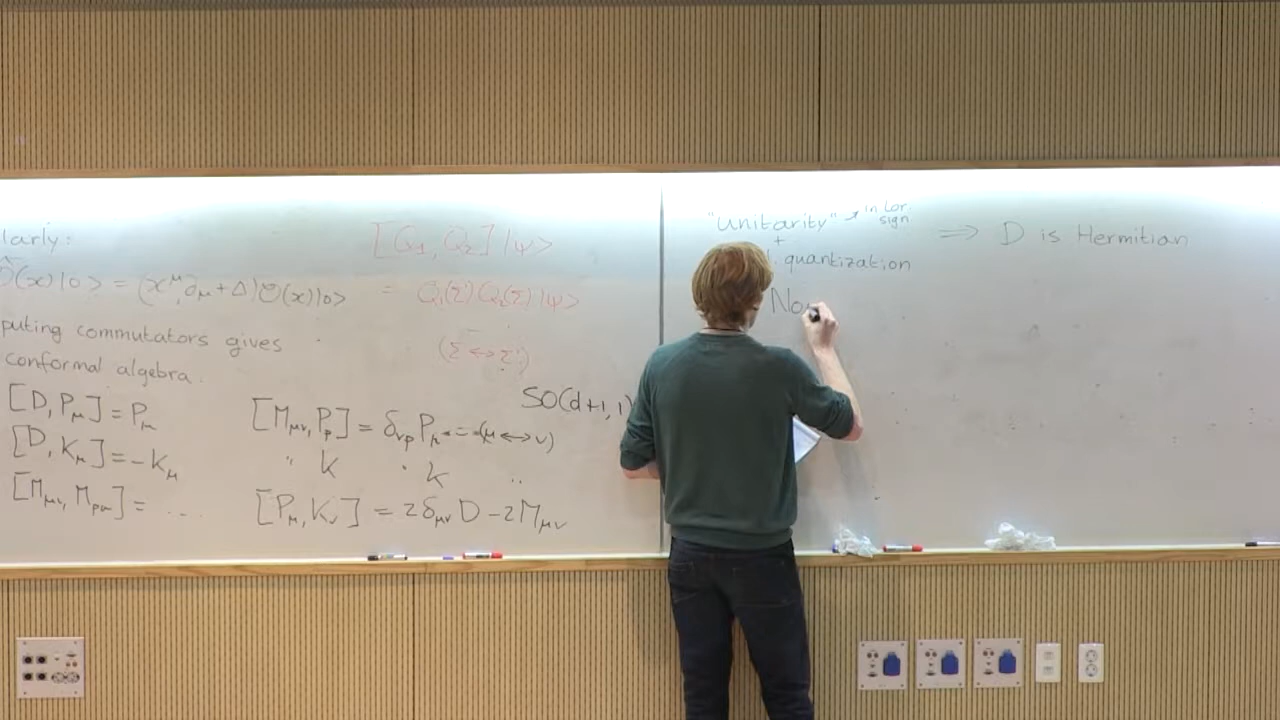 larly:
O(x)|0> = (x^μ ∂_μ + Δ)O(x)|0>
puting commutators gives
conformal algebra.
[D, P_μ] = P_μ
[D, K_μ] = -K_μ
[M_μν, M_ρσ] = ...
[M_μν, P_ρ] = δ_νρ P_μ - (μ↔ν)
" K " K ..
[P_μ, K_ν] = 2δ_μν D - 2M_μν
[Q_1, Q_2]|ψ>
= Q_1(Σ')Q_2(Σ)|ψ>
(Σ ↔ Σ')
SO(d+1,1)
"Unitarity" in Lor.
sign
+
quantization
⟹ D is Hermitian
No